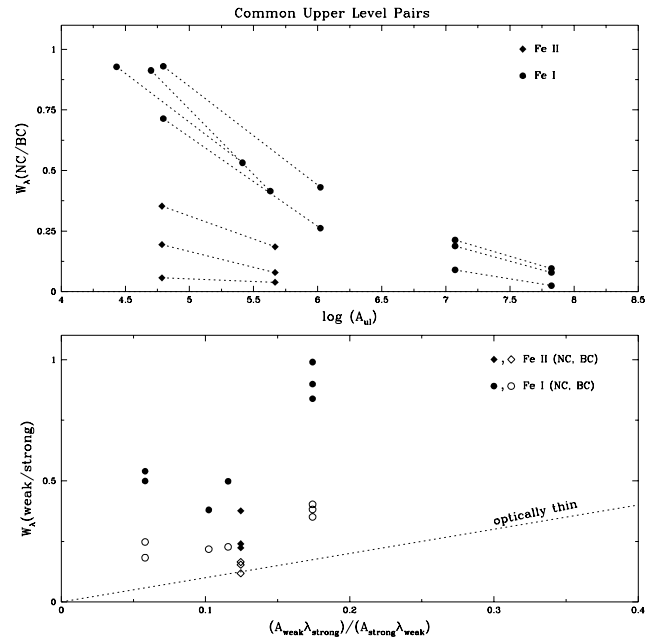 Common Upper Level Pairs
1
0.75
0.5
0.25
0
W_λ(NC/BC)
Fe II
Fe I
4 4.5 5 5.5 6 6.5 7 7.5 8 8.5
log (A_ul)
1
0.5
0
W_λ(weak/strong)
, Fe II (NC, BC)
, Fe I (NC, BC)
optically thin
0 0.1 0.2 0.3 0.4
(A_weak λ_strong)/(A_strong λ_weak)